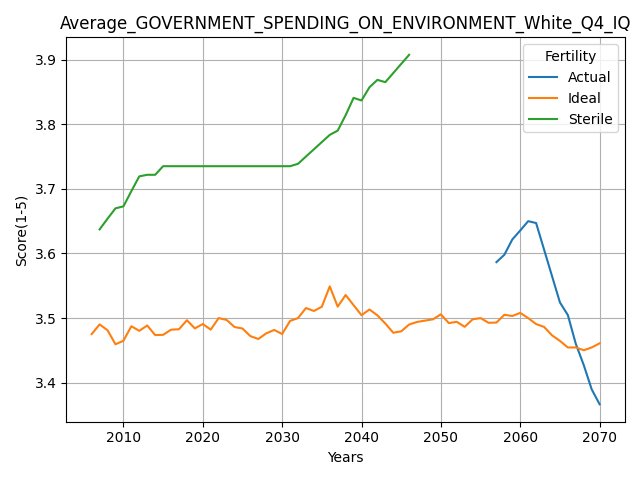 Average_GOVERNMENT_SPENDING_ON_ENVIRONMENT_White_Q4_IQ
Fertility
Actual
Ideal
Sterile
Score(1-5)
3.9
3.8
3.7
3.6
3.5
3.4
2010 2020 2030 2040 2050 2060 2070
Years